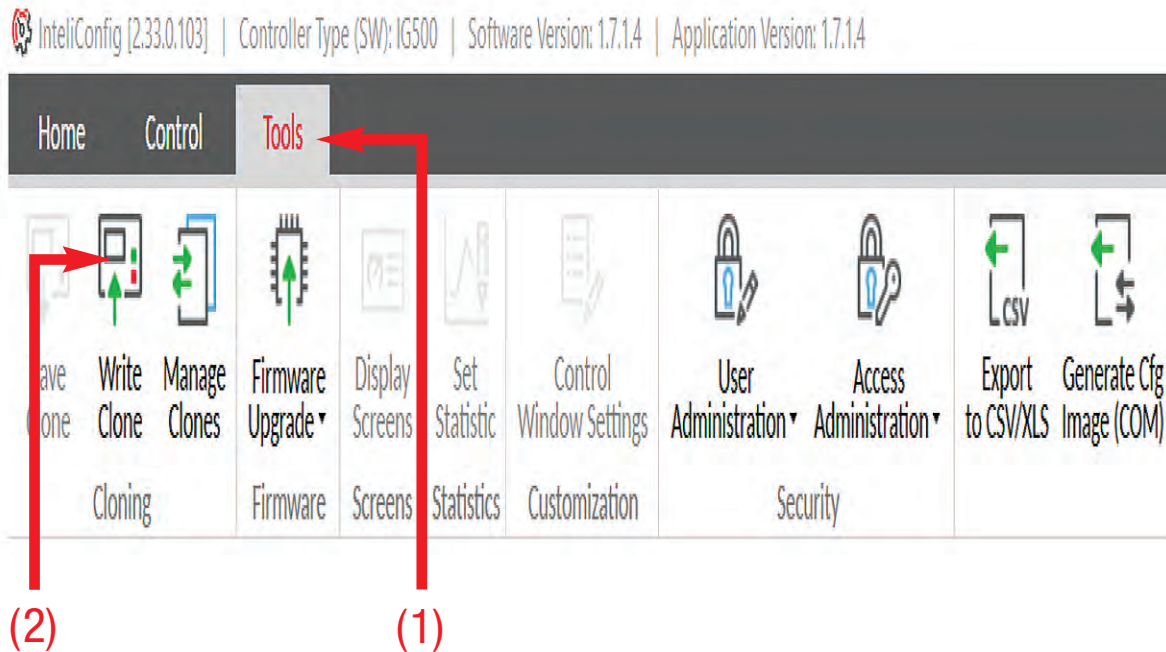 InteliConfig [2.33.0.103] | Controller Type (SW): IG500 | Software Version: 1.7.1.4 | Application Version: 1.7.1.4
Home Control Tools
ave Write Manage Firmware Display Set Control User Access Export Generate Cfg
one Clone Clones Upgrade Screens Statistic Window Settings Administration Administration to CSV/XLS Image (COM)
Cloning Firmware Screens Statistics Customization Security
(2) (1)